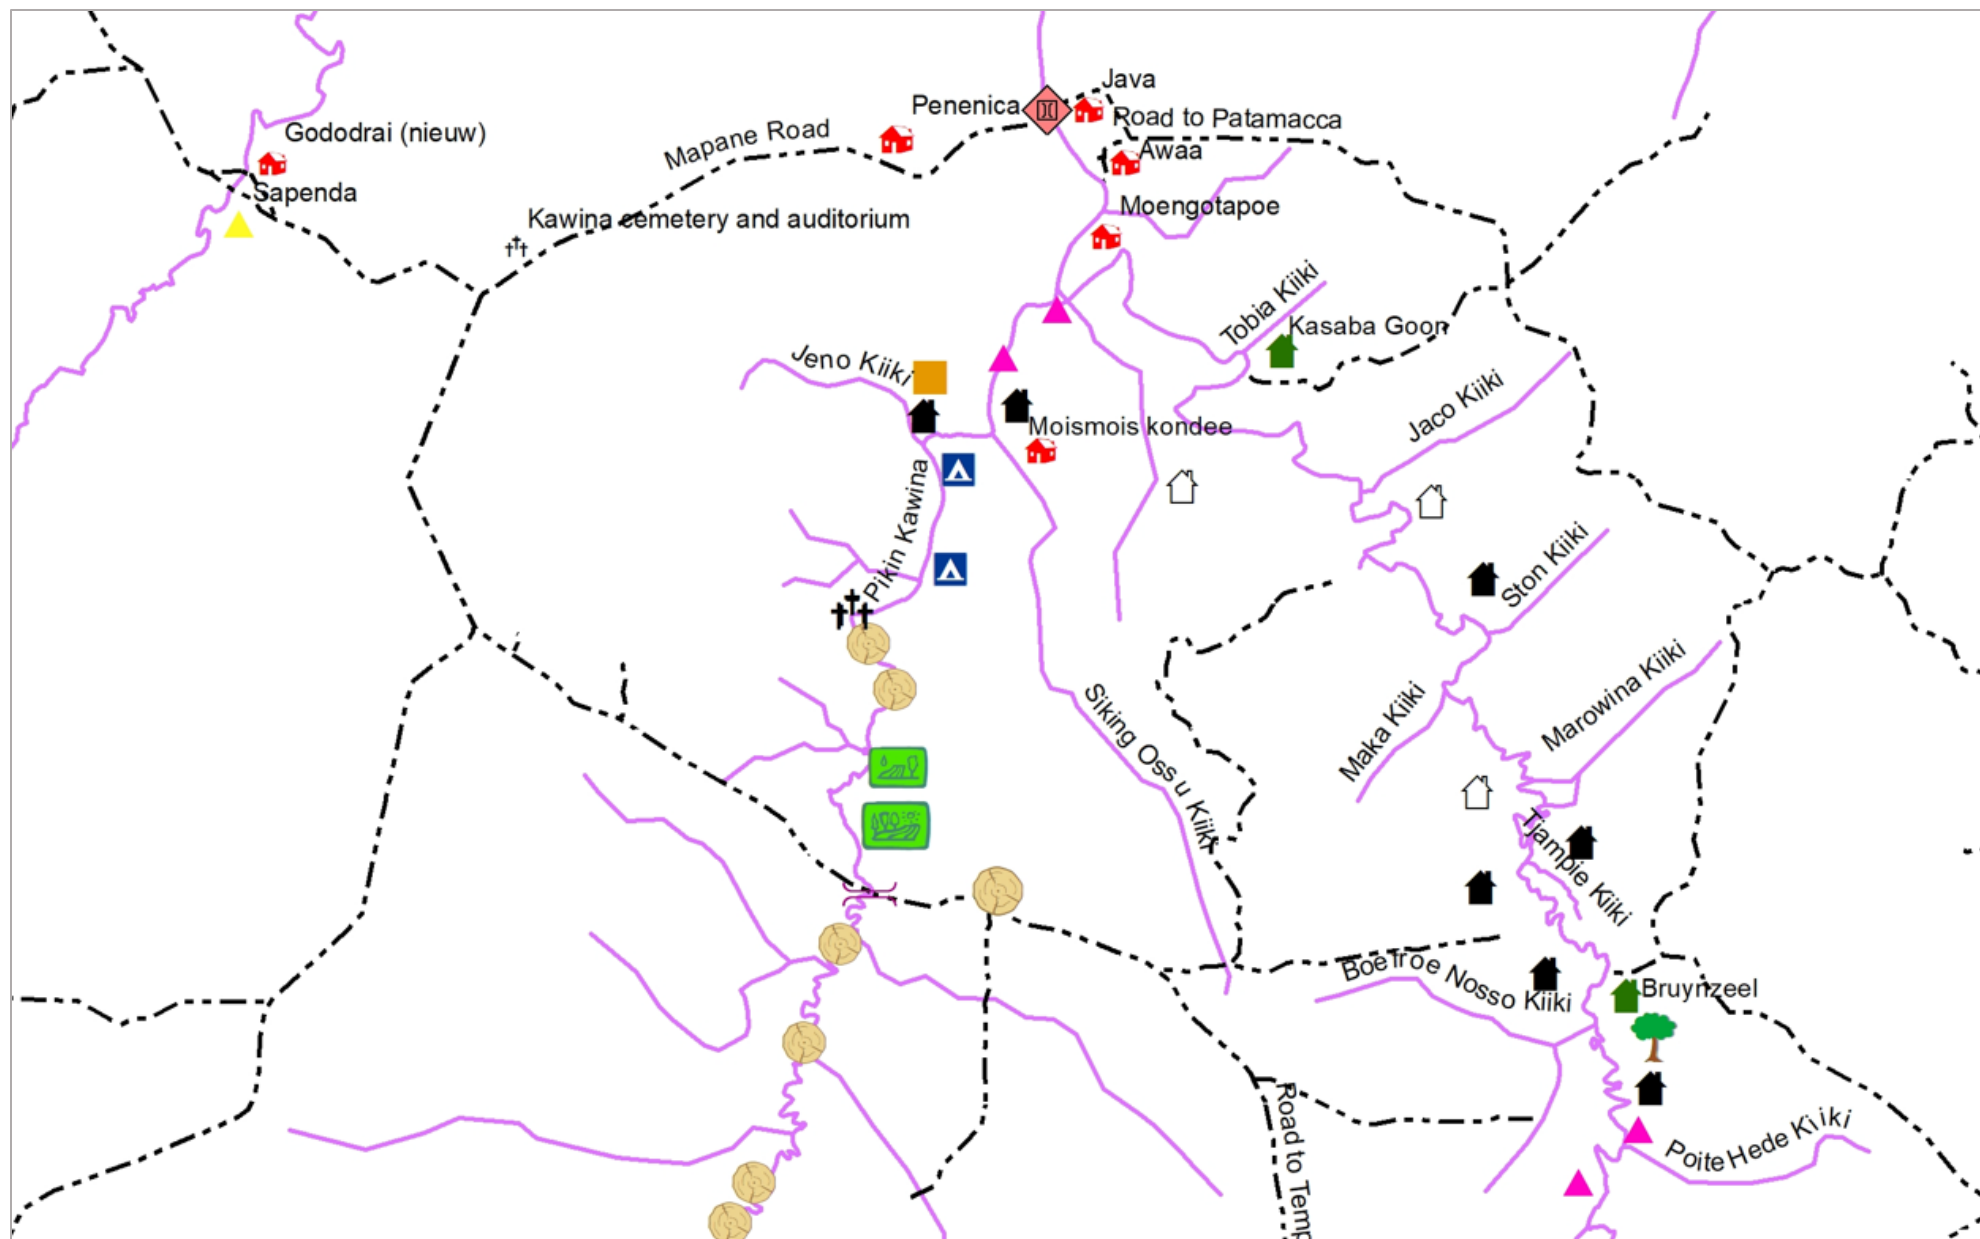 Java
Penenica
Road to Patamacca
Gododrai (nieuw)
Mapane Road
Awaa
Sapenda
Moengotapoe
Kawina cemetery and auditorium
Tobia Kiiki
Kasaba Goon
Jeno Kiiki
Jaco Kiiki
Moismois kondee
Pikin Kawina
Ston Kiiki
Marowina Kiiki
Maka Kiiki
Siking Ossu Kiiki
Tjampie Kiiki
Boetroe Nosso Kiiki
Bruynzeel
Road to Temp
Poite Hede Kiiki